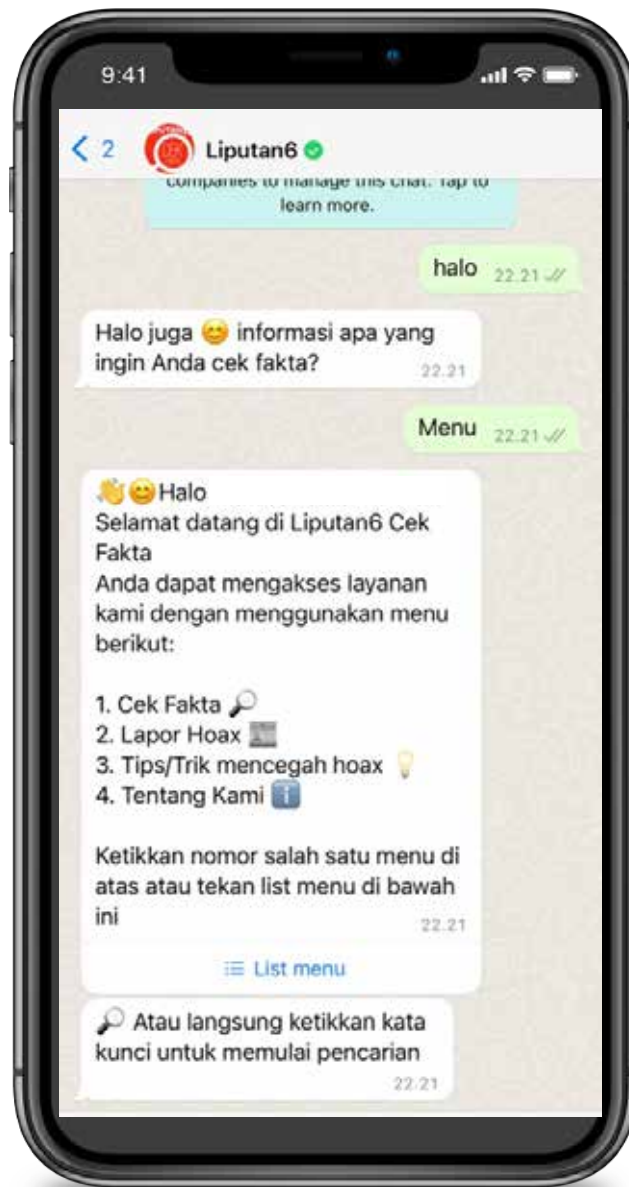 9:41
2 Liputan6
companies to manage this chat. Tap to
learn more.
halo 22.21
Halo juga 😊 informasi apa yang
ingin Anda cek fakta? 22.21
Menu 22.21
👋😊Halo
Selamat datang di Liputan6 Cek
Fakta
Anda dapat mengakses layanan
kami dengan menggunakan menu
berikut:
1. Cek Fakta 🔎
2. Lapor Hoax
3. Tips/Trik mencegah hoax 💡
4. Tentang Kami ℹ️
Ketikkan nomor salah satu menu di
atas atau tekan list menu di bawah
ini 22.21
List menu
🔎 Atau langsung ketikkan kata
kunci untuk memulai pencarian
22.21